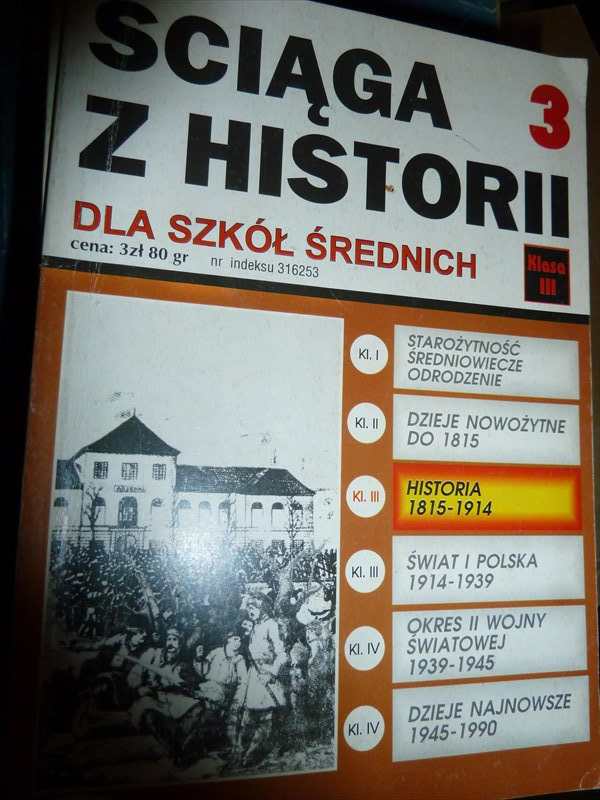 ŚCIĄGA
Z HISTORII
3
DLA SZKÓŁ ŚREDNICH
cena: 3zł 80 gr
nr indeksu 316253
Klasa
III
Kl. I
STAROŻYTNOŚĆ
ŚREDNIOWIECZE
ODRODZENIE
Kl. II
DZIEJE NOWOŻYTNE
DO 1815
Kl. III
HISTORIA
1815-1914
Kl. III
ŚWIAT I POLSKA
1914-1939
Kl. IV
OKRES II WOJNY
ŚWIATOWEJ
1939-1945
Kl. IV
DZIEJE NAJNOWSZE
1945-1990